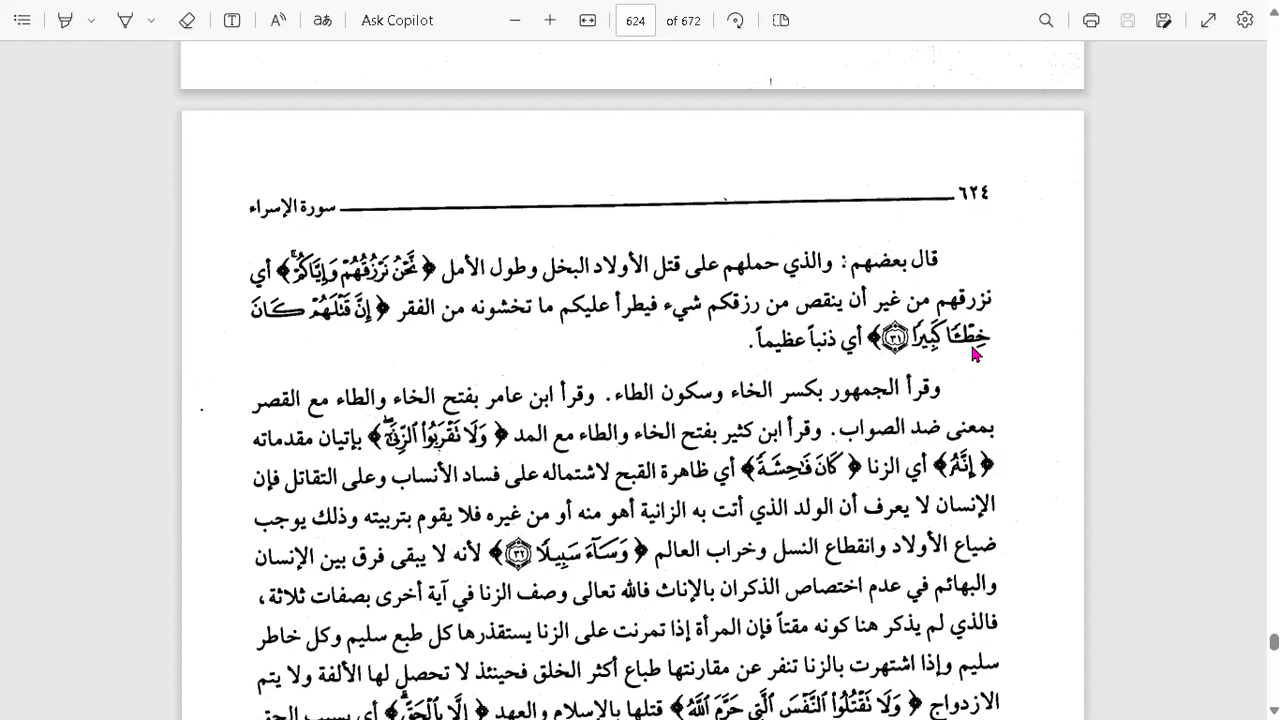 Ask Copilot
624 of 672
٦٢٤ سورة الإسراء
قال بعضهم: والذي حملهم على قتل الأولاد البخل وطول الأمل ﴿نَّحْنُ نَرْزُقُهُمْ وَإِيَّاكُمْ﴾ أي
نزرقهم من غير أن ينقص من رزقكم شيء فيطرأ عليكم ما تخشونه من الفقر ﴿إِنَّ قَتْلَهُمْ كَانَ
خِطْـًٔا كَبِيرًا ﴿٣١﴾﴾ أي ذنباً عظيماً.
وقرأ الجمهور بكسر الخاء وسكون الطاء. وقرأ ابن عامر بفتح الخاء والطاء مع القصر
بمعنى ضد الصواب. وقرأ ابن كثير بفتح الخاء والطاء مع المد ﴿وَلَا نَقْرَبُوا۟ ٱلزِّنَىٰٓ﴾ بإتيان مقدماته
﴿إِنَّهُۥ﴾ أي الزنا ﴿كَانَ فَـٰحِشَةً﴾ أي ظاهرة القبح لاشتماله على فساد الأنساب وعلى التقاتل فإن
الإنسان لا يعرف أن الولد الذي أتت به الزانية أهو منه أو من غيره فلا يقوم بتربيته وذلك يوجب
ضياع الأولاد وانقطاع النسل وخراب العالم ﴿وَسَآءَ سَبِيلًا ﴿٣٢﴾﴾ لأنه لا يبقى فرق بين الإنسان
والبهائم في عدم اختصاص الذكران بالإناث فالله تعالى وصف الزنا في آية أخرى بصفات ثلاثة،
فالذي لم يذكر هنا كونه مقتاً فإن المرأة إذا تمرنت على الزنا يستقذرها كل طبع سليم وكل خاطر
سليم وإذا اشتهرت بالزنا تنفر عن مقارنتها طباع أكثر الخلق فحينئذ لا تحصل لها الألفة ولا يتم
الازدواج ﴿وَلَا نَقْتُلُوا۟ ٱلنَّفْسَ ٱلَّتِى حَرَّمَ ٱللَّهُ﴾ قتلها بالإسلام والعهد ﴿إِلَّا بِٱلْحَقِّ﴾ أي بسبب الحق